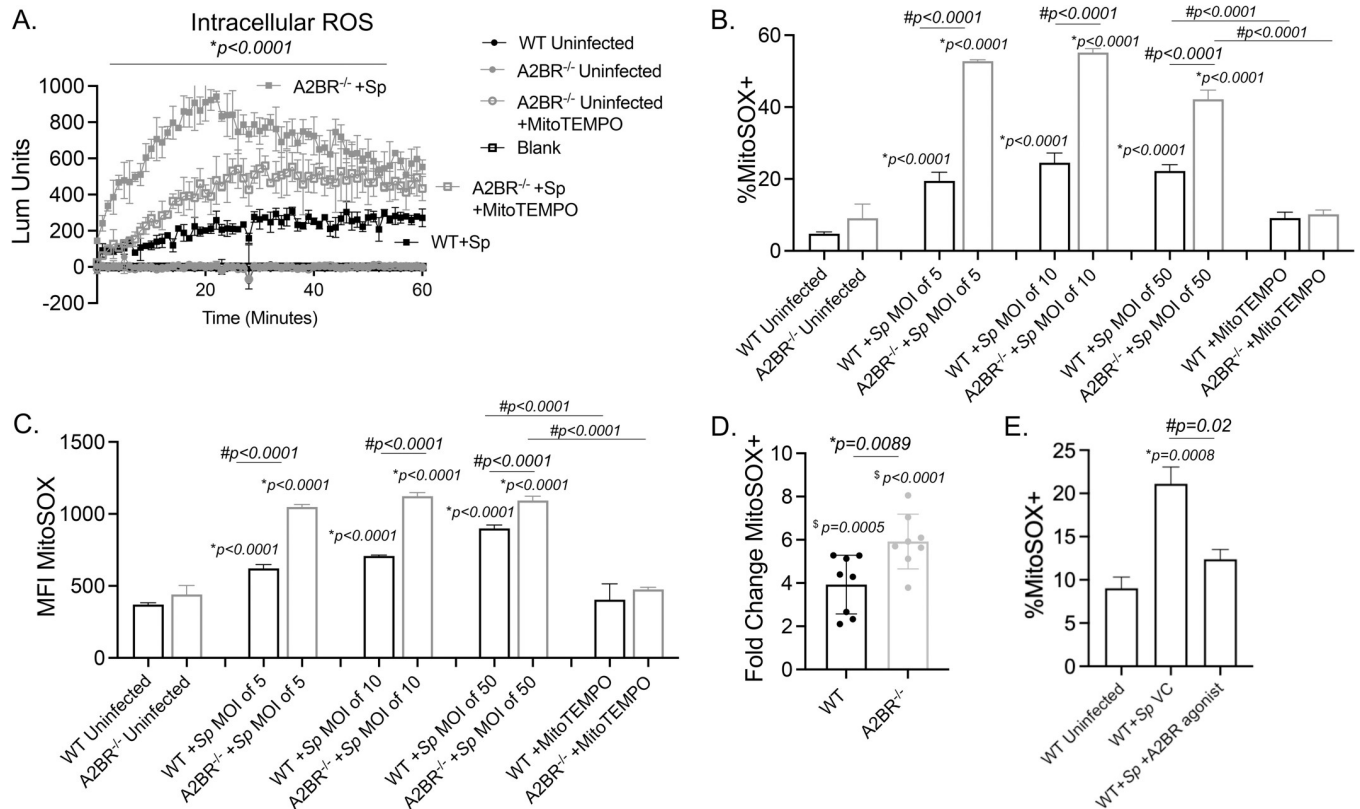 A.
Intracellular ROS
*p<0.0001
A2BR-/- +Sp
Lum Units
1000
800
600
400
200
0
-200
20
40
60
Time (Minutes)
WT Uninfected
A2BR-/- Uninfected
A2BR-/- Uninfected
+MitoTEMPO
Blank
A2BR-/- +Sp
+MitoTEMPO
WT+Sp
B.
%MitoSOX+
60
40
20
0
#p<0.0001
*p<0.0001
*p<0.0001
#p<0.0001
*p<0.0001
*p<0.0001
#p<0.0001
#p<0.0001
#p<0.0001
*p<0.0001
*p<0.0001
WT Uninfected
A2BR-/- Uninfected
WT +Sp MOI of 5
A2BR-/- +Sp MOI of 5
WT +Sp MOI of 10
A2BR-/- +Sp MOI of 10
WT +Sp MOI of 50
A2BR-/- +Sp MOI of 50
WT +MitoTEMPO
A2BR-/- +MitoTEMPO
C.
MFI MitoSOX
1500
1000
500
0
#p<0.0001
*p<0.0001
*p<0.0001
#p<0.0001
*p<0.0001
*p<0.0001
#p<0.0001
#p<0.0001
#p<0.0001
*p<0.0001
*p<0.0001
WT Uninfected
A2BR-/- Uninfected
WT +Sp MOI of 5
A2BR-/- +Sp MOI of 5
WT +Sp MOI of 10
A2BR-/- +Sp MOI of 10
WT +Sp MOI of 50
A2BR-/- +Sp MOI of 50
WT +MitoTEMPO
A2BR-/- +MitoTEMPO
D.
Fold Change MitoSOX+
10
8
6
4
2
0
*p=0.0089
$ p<0.0001
$ p=0.0005
WT
A2BR-/-
E.
%MitoSOX+
25
20
15
10
5
0
#p=0.02
*p=0.0008
WT Uninfected
WT+Sp VC
WT+Sp +A2BR agonist